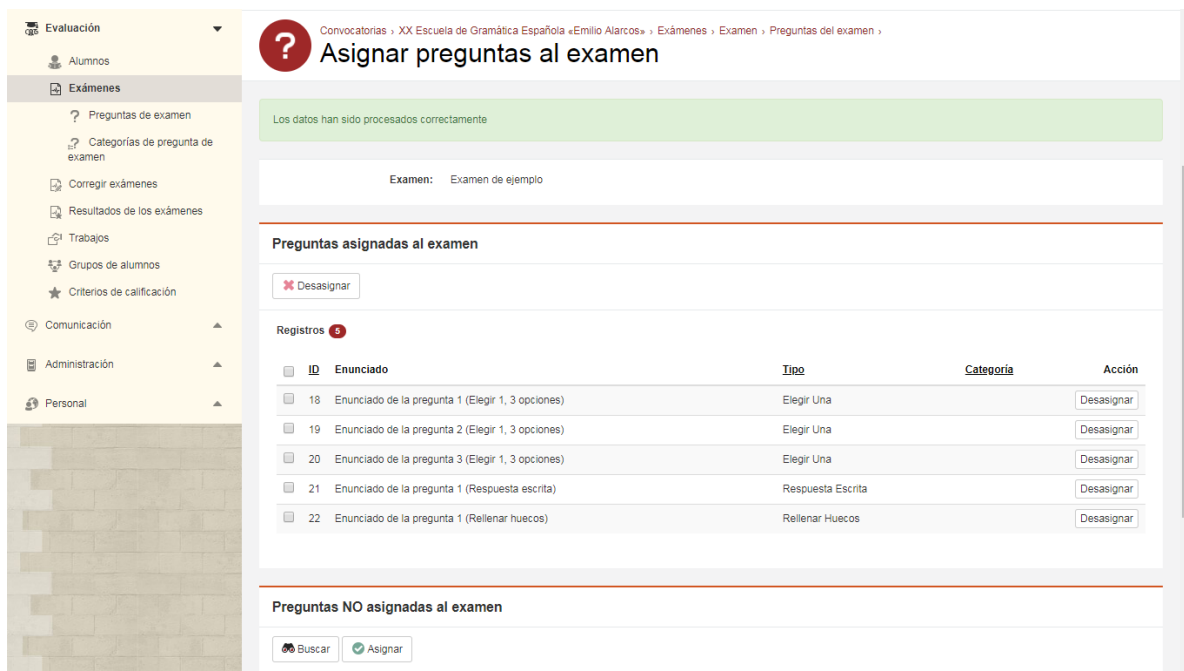 Evaluación
Alumnos
Exámenes
Preguntas de examen
Categorías de pregunta de
examen
Corregir exámenes
Resultados de los exámenes
Trabajos
Grupos de alumnos
Criterios de calificación
Comunicación
Administración
Personal
Convocatorias › XX Escuela de Gramática Española «Emilio Alarcos» › Exámenes › Examen › Preguntas del examen ›
Asignar preguntas al examen
Los datos han sido procesados correctamente
Examen: Examen de ejemplo
Preguntas asignadas al examen
Desasignar
Registros 5
ID Enunciado Tipo Categoría Acción
18 Enunciado de la pregunta 1 (Elegir 1, 3 opciones) Elegir Una Desasignar
19 Enunciado de la pregunta 2 (Elegir 1, 3 opciones) Elegir Una Desasignar
20 Enunciado de la pregunta 3 (Elegir 1, 3 opciones) Elegir Una Desasignar
21 Enunciado de la pregunta 1 (Respuesta escrita) Respuesta Escrita Desasignar
22 Enunciado de la pregunta 1 (Rellenar huecos) Rellenar Huecos Desasignar
Preguntas NO asignadas al examen
Buscar Asignar